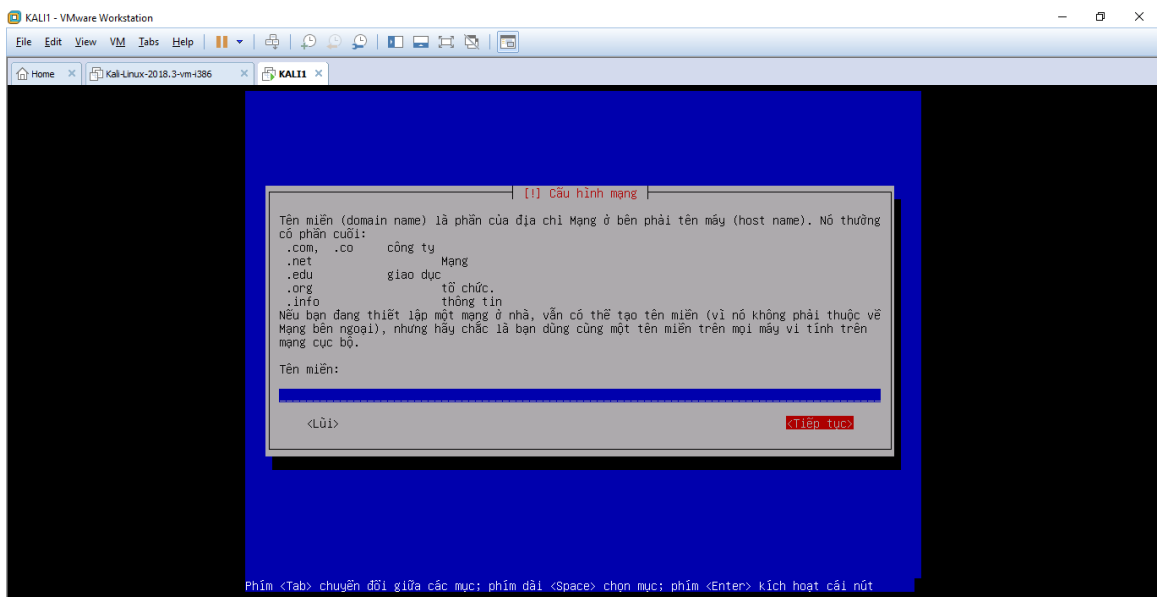 KALI1 - VMware Workstation
File Edit View VM Tabs Help
Home Kali-Linux-2018.3-vm-i386 KALI1
[!] Cấu hình mạng
Tên miền (domain name) là phần của địa chỉ Mạng ở bên phải tên máy (host name). Nó thường
có phần cuối:
.com, .co công ty
.net Mạng
.edu giao dục
.org tổ chức.
.info thông tin
Nếu bạn đang thiết lập một mạng ở nhà, vẫn có thể tạo tên miền (vì nó không phải thuộc về
Mạng bên ngoài), nhưng hãy chắc là bạn dùng cùng một tên miền trên mọi máy vi tính trên
mạng cục bộ.
Tên miền:
<Lùi> <Tiếp tục>
Phím <Tab> chuyển đổi giữa các mục; phím dài <Space> chọn mục; phím <Enter> kích hoạt cái nút